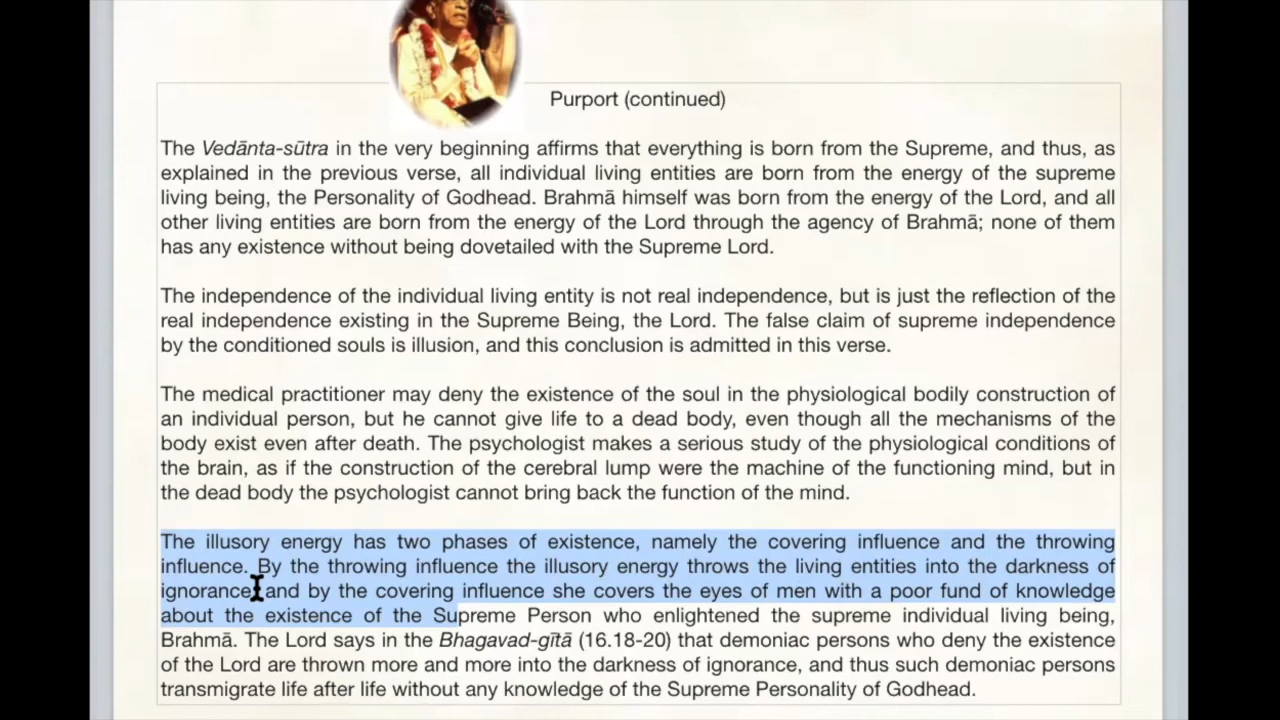 Purport (continued)
The Vedānta-sūtra in the very beginning affirms that everything is born from the Supreme, and thus, as
explained in the previous verse, all individual living entities are born from the energy of the supreme
living being, the Personality of Godhead. Brahmā himself was born from the energy of the Lord, and all
other living entities are born from the energy of the Lord through the agency of Brahmā; none of them
has any existence without being dovetailed with the Supreme Lord.
The independence of the individual living entity is not real independence, but is just the reflection of the
real independence existing in the Supreme Being, the Lord. The false claim of supreme independence
by the conditioned souls is illusion, and this conclusion is admitted in this verse.
The medical practitioner may deny the existence of the soul in the physiological bodily construction of
an individual person, but he cannot give life to a dead body, even though all the mechanisms of the
body exist even after death. The psychologist makes a serious study of the physiological conditions of
the brain, as if the construction of the cerebral lump were the machine of the functioning mind, but in
the dead body the psychologist cannot bring back the function of the mind.
The illusory energy has two phases of existence, namely the covering influence and the throwing
influence. By the throwing influence the illusory energy throws the living entities into the darkness of
ignorance, and by the covering influence she covers the eyes of men with a poor fund of knowledge
about the existence of the Supreme Person who enlightened the supreme individual living being,
Brahmā. The Lord says in the Bhagavad-gītā (16.18-20) that demoniac persons who deny the existence
of the Lord are thrown more and more into the darkness of ignorance, and thus such demoniac persons
transmigrate life after life without any knowledge of the Supreme Personality of Godhead.